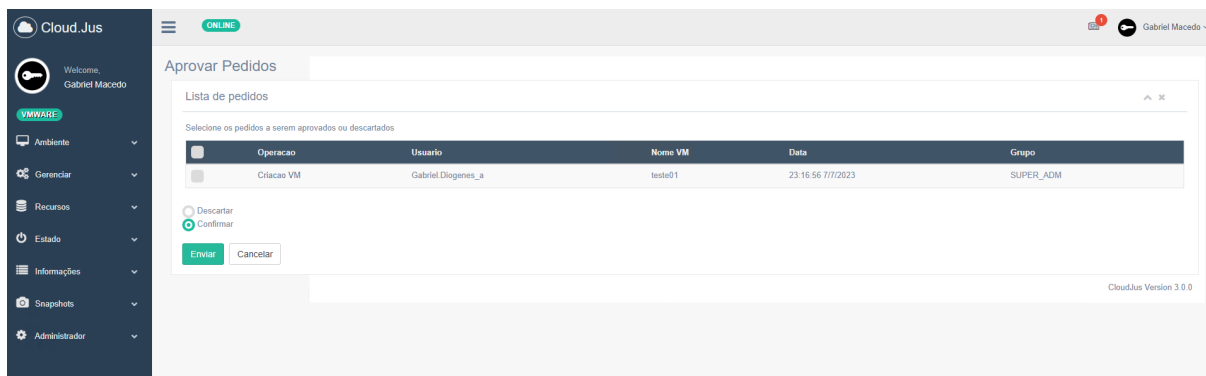 Cloud.Jus
ONLINE
1
Gabriel Macedo
Welcome,
Gabriel Macedo
VMWARE
Ambiente
Gerenciar
Recursos
Estado
Informações
Snapshots
Administrador
Aprovar Pedidos
Lista de pedidos
Selecione os pedidos a serem aprovados ou descartados
Operacao Usuario Nome VM Data Grupo
Criacao VM Gabriel.Diogenes_a teste01 23:16:56 7/7/2023 SUPER_ADM
Descartar
Confirmar
Enviar Cancelar
CloudJus Version 3.0.0